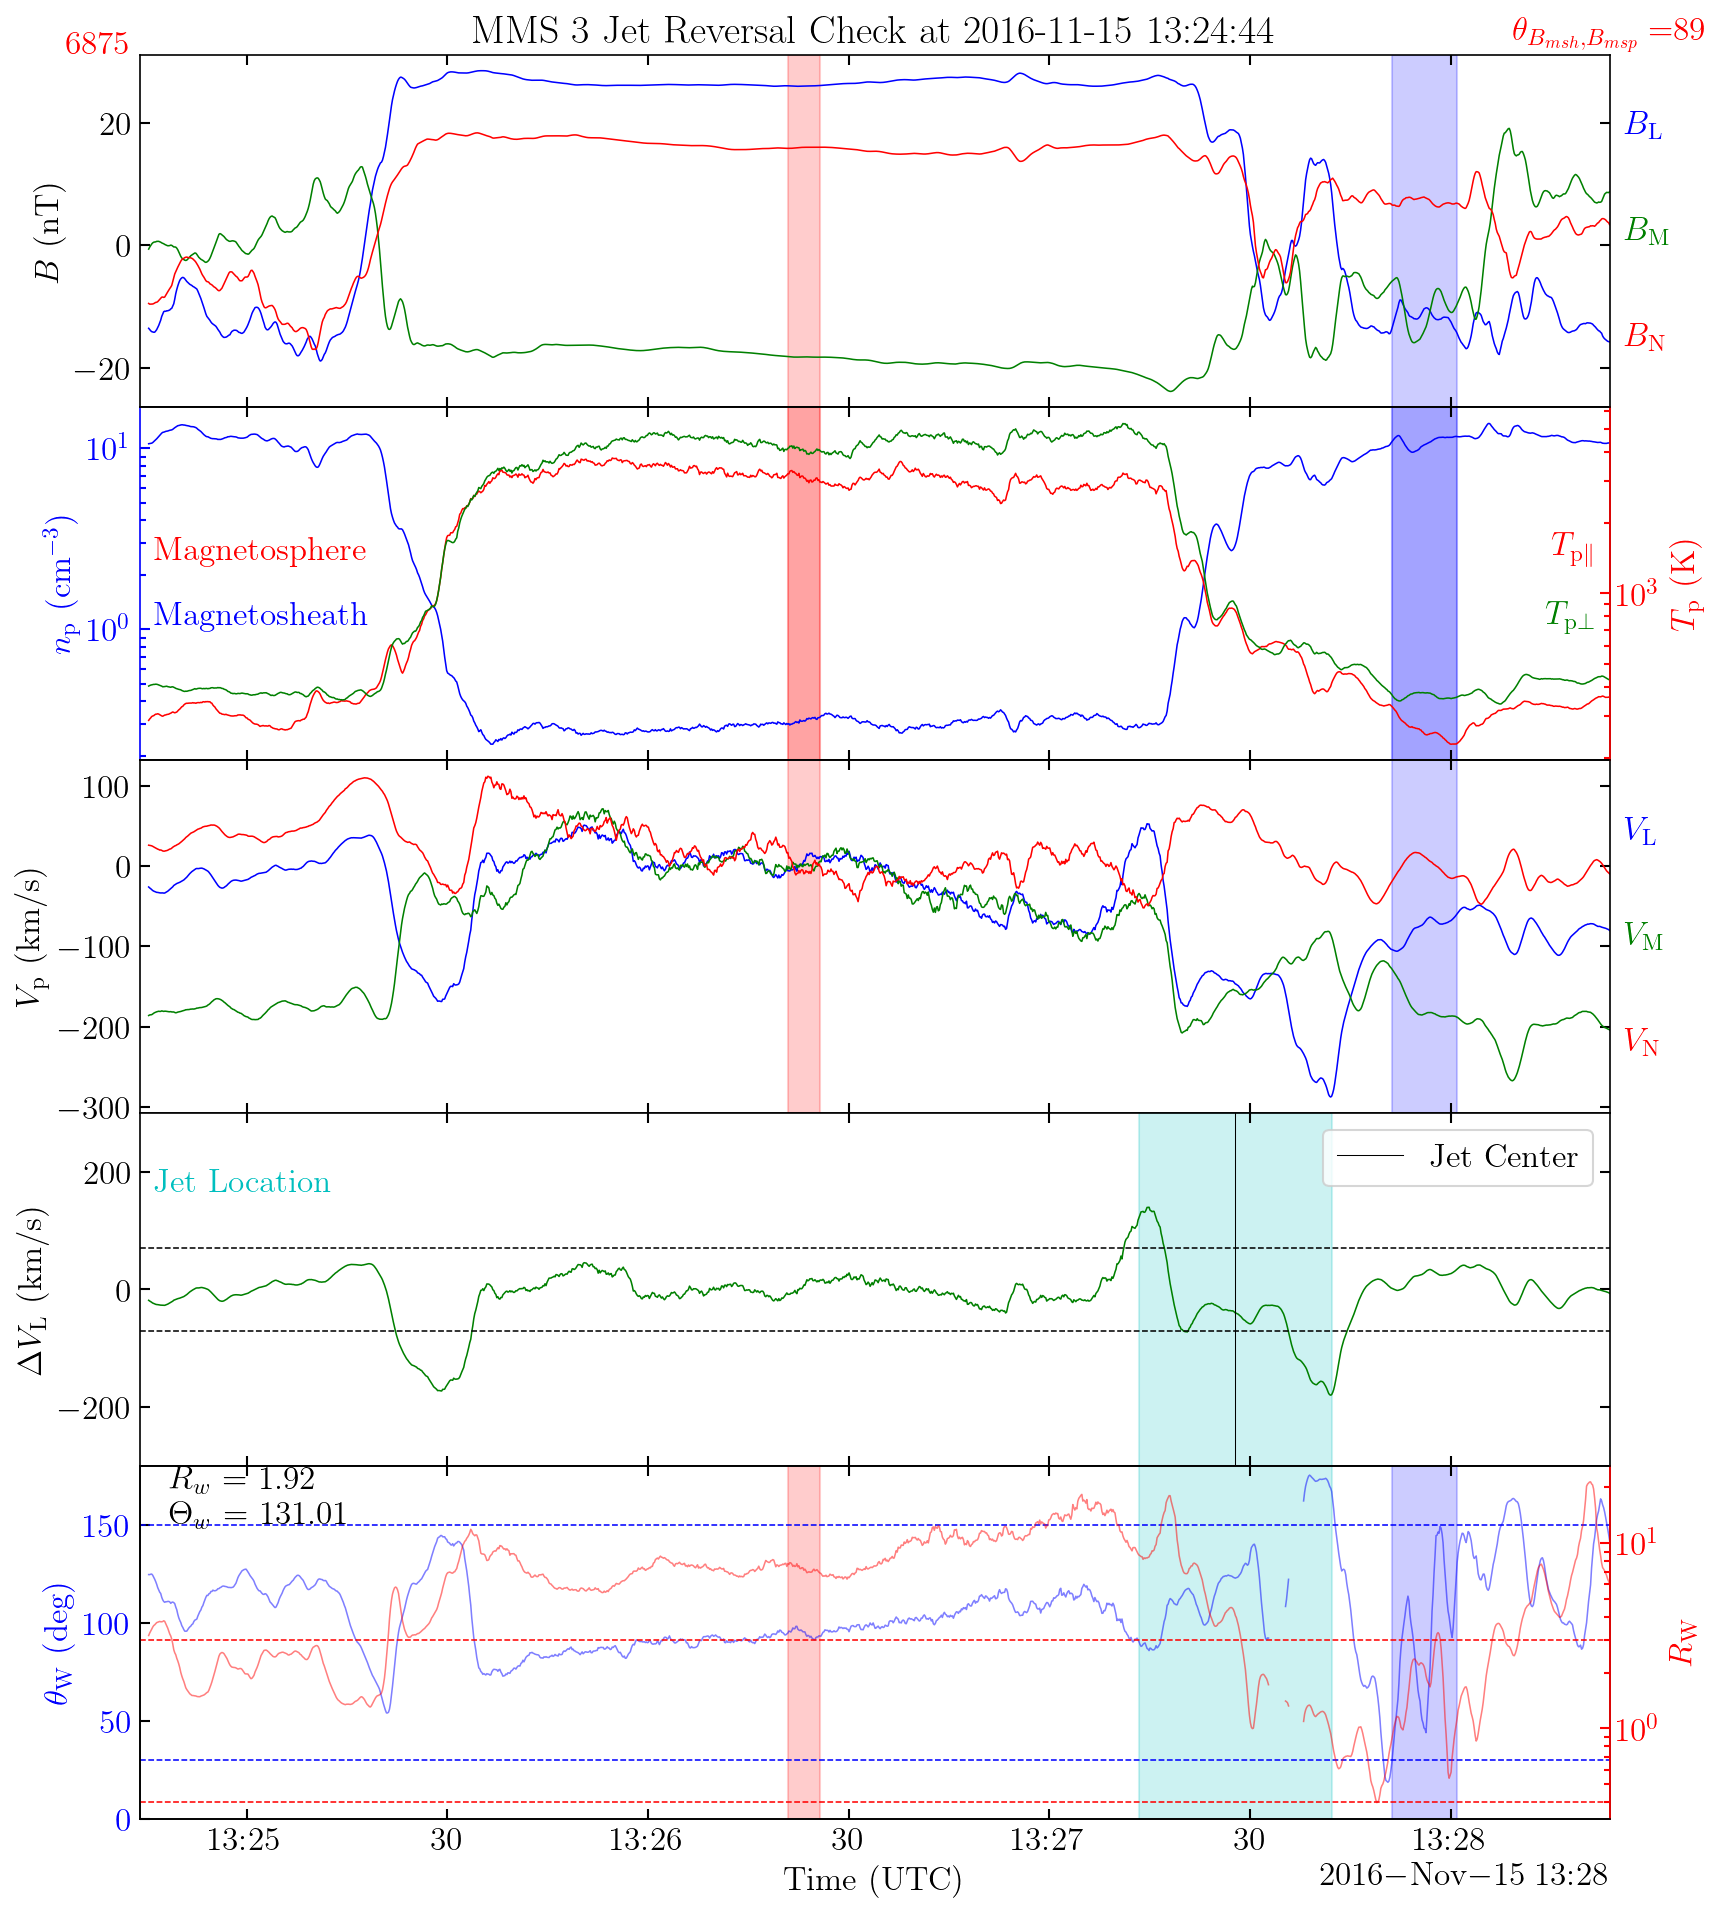 MMS 3 Jet Reversal Check at 2016-11-15 13:24:44
6875
θ_{B_{msh},B_{msp}} =89
B (nT)
20
0
−20
B_L
B_M
B_N
n_p (cm^{−3})
10^1
10^0
Magnetosphere
Magnetosheath
T_{p∥}
T_{p⊥}
10^3
T_p (K)
V_p (km/s)
100
0
−100
−200
−300
V_L
V_M
V_N
ΔV_L (km/s)
200
0
−200
Jet Location
Jet Center
R_w = 1.92
Θ_w = 131.01
θ_W (deg)
150
100
50
0
10^1
10^0
R_W
13:25 30 13:26 30 13:27 30 13:28
Time (UTC)
2016−Nov−15 13:28